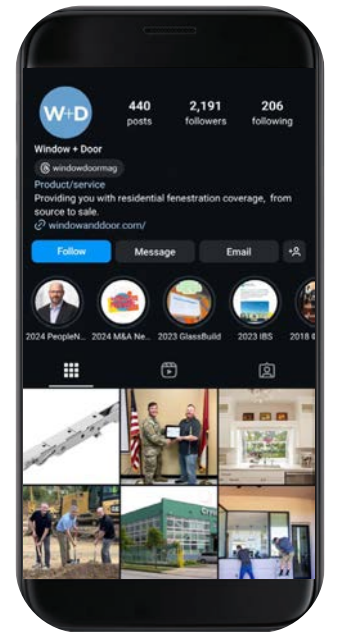 W+D
440 2,191 206
posts followers following
Window + Door
windowdoormag
Product/service
Providing you with residential fenestration coverage, from
source to sale.
windowanddoor.com/
Follow Message Email
2024 PeopleN... 2024 M&A Ne... 2023 GlassBuild 2023 IBS 2018